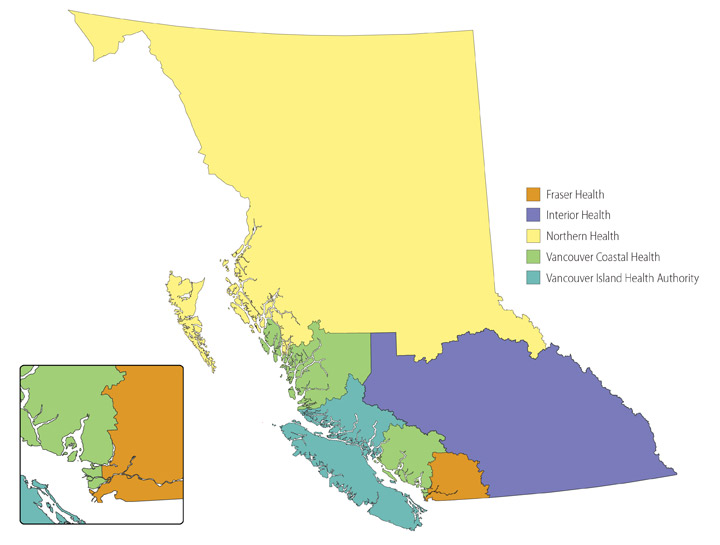 Fraser Health
Interior Health
Northern Health
Vancouver Coastal Health
Vancouver Island Health Authority